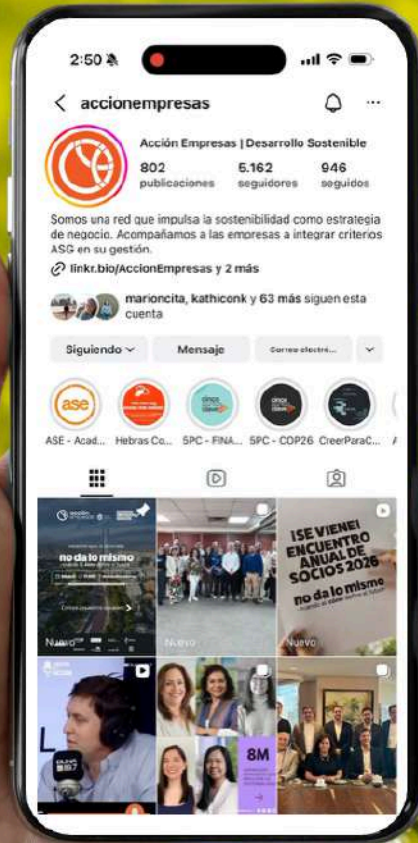 2:50
accionempresas
Acción Empresas | Desarrollo Sostenible
802 5.162 946
publicaciones seguidores seguidos
Somos una red que impulsa la sostenibilidad como estrategia
de negocio. Acompañamos a las empresas a integrar criterios
ASG en su gestión.
linkr.bio/AccionEmpresas y 2 más
marioncita, kathiconk y 63 más siguen esta
cuenta
Siguiendo Mensaje Correo electró...
ase
ASE - Acad... Hebras Co... 5PC - FINA... 5PC - COP26 CreerParaC...
acción empresas
no da lo mismo
Nuevo
Nuevo
¡SE VIENE!
ENCUENTRO
ANUAL DE
SOCIOS 2026
no da lo mismo
Nuevo
8M